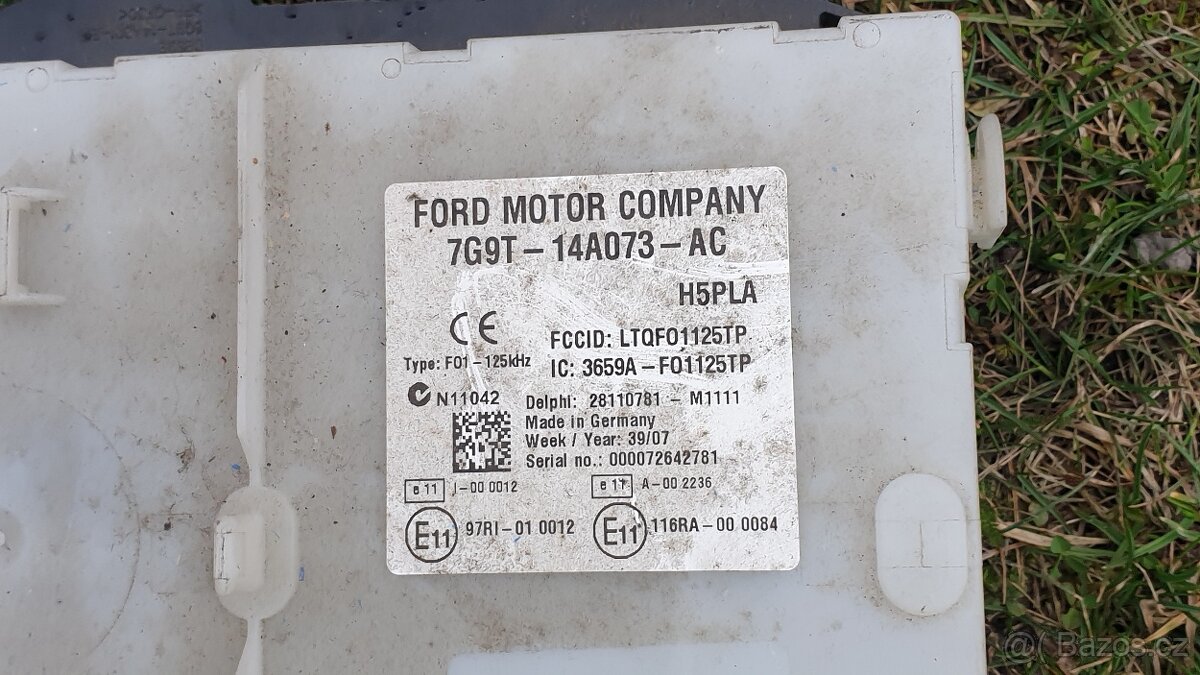 FORD MOTOR COMPANY
7G9T-14A073-AC
H5PLA
CE
FCCID: LTQFO1125TP
Type: F01-125kHz
IC: 3659A-FO1125TP
N11042
Delphi: 28110781-M1111
Made in Germany
Week / Year: 39/07
Serial no.: 000072642781
e 11 J-00 0012
e 11 A-00 2236
E11 97RI-01 0012
E11 116RA-00 0084
@( Bazos.cz